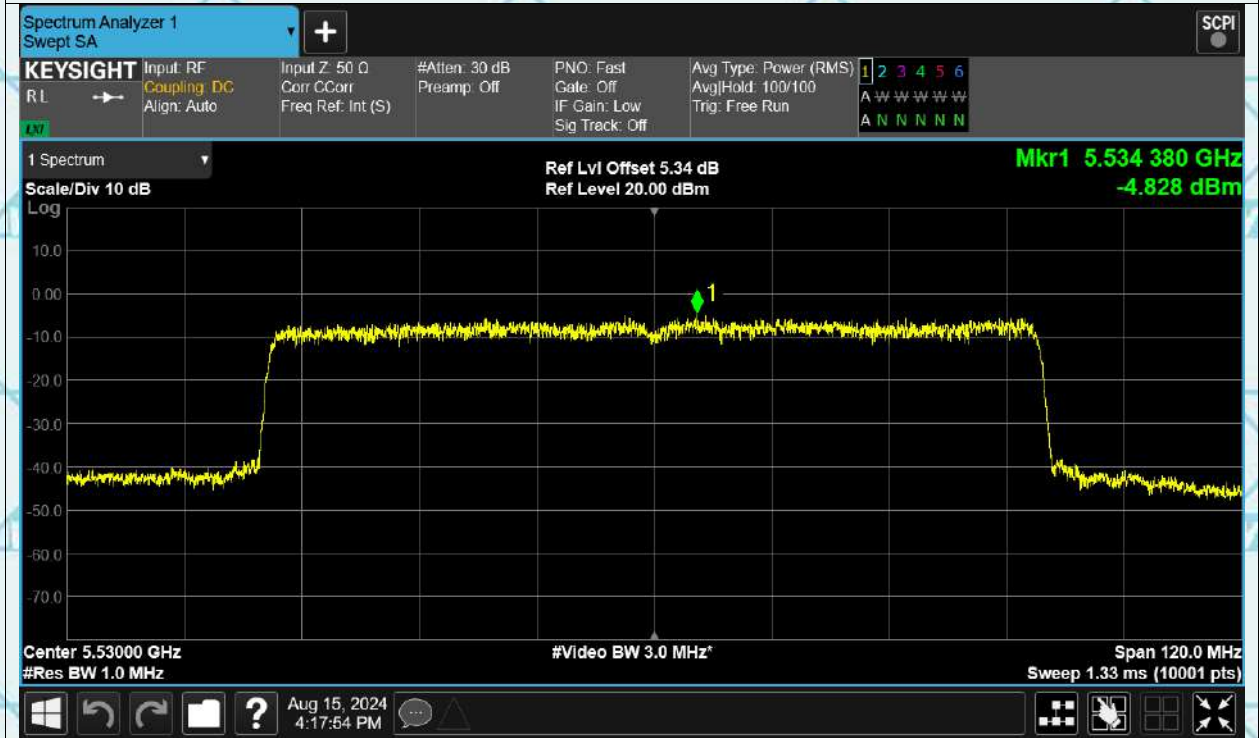 Spectrum Analyzer 1
Swept SA
+
SCPI
KEYSIGHT
RL
LXI
Input: RF
Coupling: DC
Align: Auto
Input Z: 50 Ω
Corr CCorr
Freq Ref: Int (S)
#Atten: 30 dB
Preamp: Off
PNO: Fast
Gate: Off
IF Gain: Low
Sig Track: Off
Avg Type: Power (RMS)
Avg|Hold: 100/100
Trig: Free Run
1 2 3 4 5 6
A W W W W W
A N N N N N
1 Spectrum
Scale/Div 10 dB
Ref Lvl Offset 5.34 dB
Ref Level 20.00 dBm
Mkr1 5.534 380 GHz
-4.828 dBm
Log
10.0
0.00
-10.0
-20.0
-30.0
-40.0
-50.0
-60.0
-70.0
1
Center 5.53000 GHz
#Res BW 1.0 MHz
#Video BW 3.0 MHz*
Span 120.0 MHz
Sweep 1.33 ms (10001 pts)
?
Aug 15, 2024
4:17:54 PM